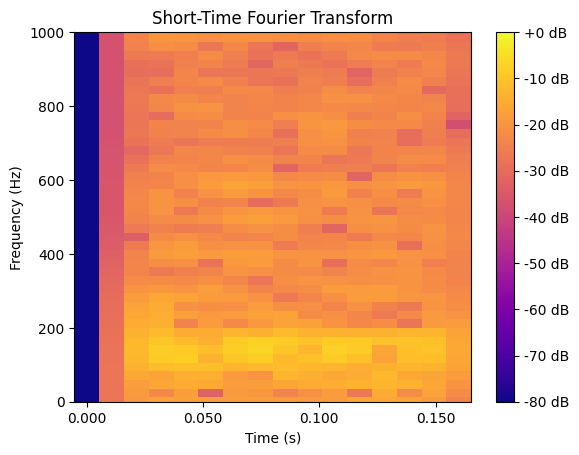 Short-Time Fourier Transform
Frequency (Hz)
1000
800
600
400
200
0
0.000
0.050
0.100
0.150
Time (s)
+0 dB
-10 dB
-20 dB
-30 dB
-40 dB
-50 dB
-60 dB
-70 dB
-80 dB